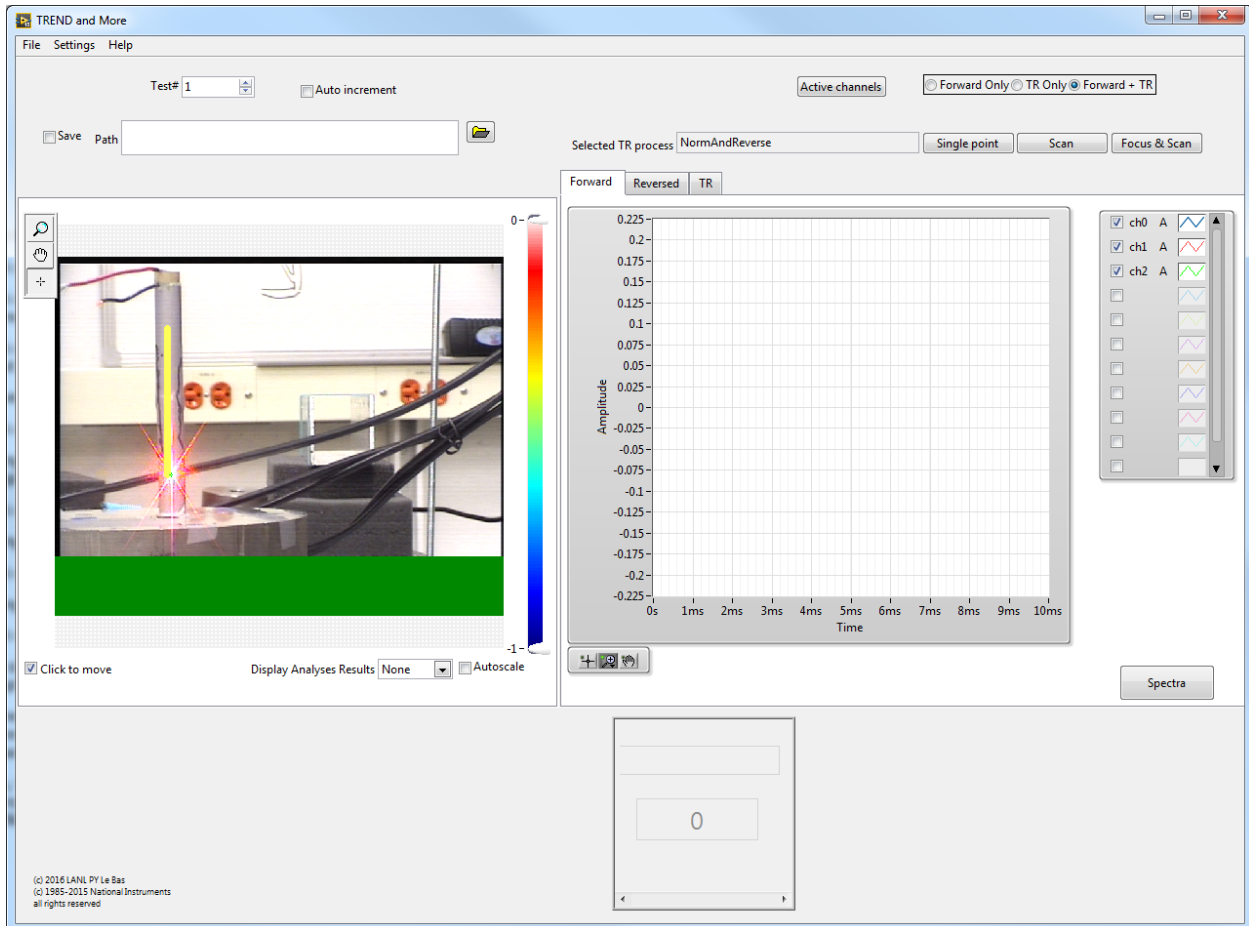 TREND and More
File Settings Help
Test# 1 Auto increment
Active channels Forward Only TR Only Forward + TR
Save Path
Selected TR process NormAndReverse Single point Scan Focus & Scan
Forward Reversed TR
0
-1
Click to move Display Analyses Results None Autoscale
Amplitude
0.225
0.2
0.175
0.15
0.125
0.1
0.075
0.05
0.025
0
-0.025
-0.05
-0.075
-0.1
-0.125
-0.15
-0.175
-0.2
-0.225
0s 1ms 2ms 3ms 4ms 5ms 6ms 7ms 8ms 9ms 10ms
Time
ch0 A
ch1 A
ch2 A
Spectra
0
(c) 2016 LANL PY Le Bas
(c) 1985-2015 National Instruments
all rights reserved